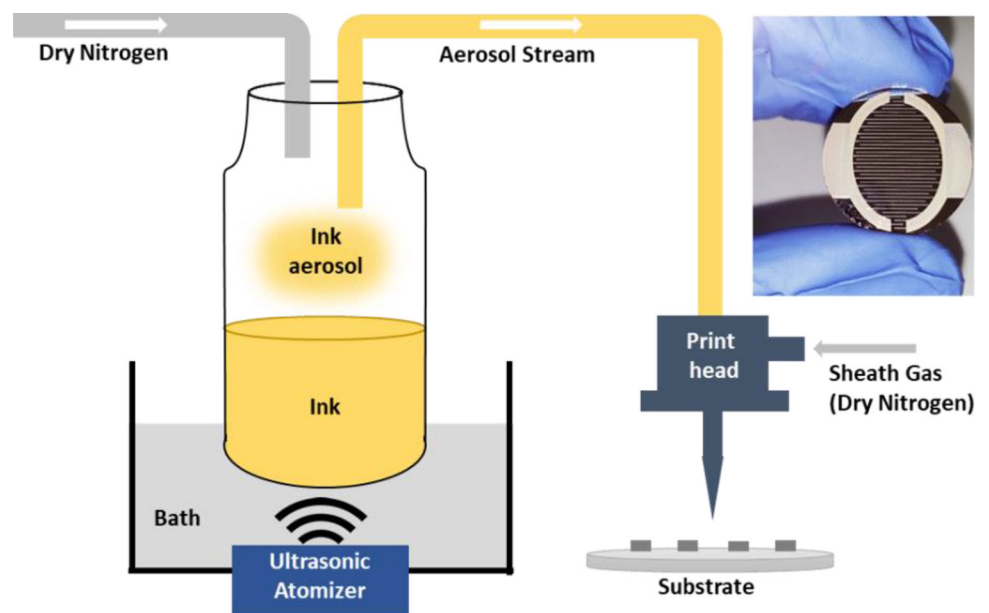 Dry Nitrogen
Aerosol Stream
Ink
aerosol
Print
head
Sheath Gas
(Dry Nitrogen)
Ink
Bath
Ultrasonic
Atomizer
Substrate